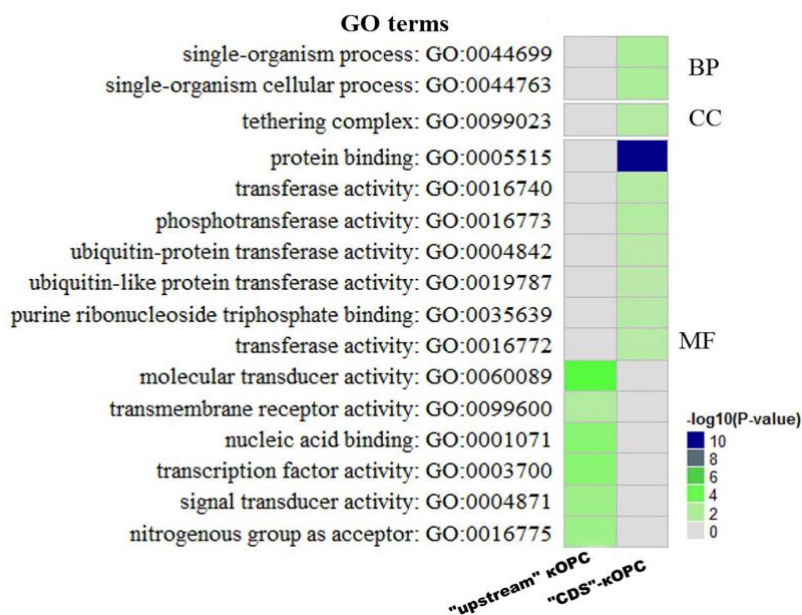 GO terms
single-organism process: GO:0044699
single-organism cellular process: GO:0044763
BP
tethering complex: GO:0099023
CC
protein binding: GO:0005515
transferase activity: GO:0016740
phosphotransferase activity: GO:0016773
ubiquitin-protein transferase activity: GO:0004842
ubiquitin-like protein transferase activity: GO:0019787
purine ribonucleoside triphosphate binding: GO:0035639
transferase activity: GO:0016772
MF
molecular transducer activity: GO:0060089
transmembrane receptor activity: GO:0099600
nucleic acid binding: GO:0001071
transcription factor activity: GO:0003700
signal transducer activity: GO:0004871
nitrogenous group as acceptor: GO:0016775
-log10(P-value)
10
8
6
4
2
0
"upstream" κOPC
"CDS"-κOPC